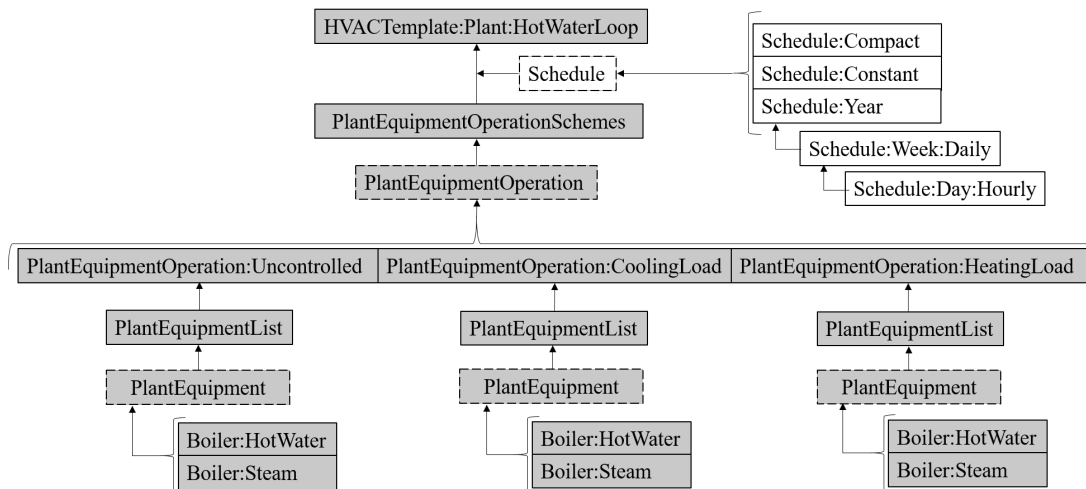 HVACTemplate:Plant:HotWaterLoop
Schedule:Compact
Schedule
Schedule:Constant
Schedule:Year
PlantEquipmentOperationSchemes
Schedule:Week:Daily
PlantEquipmentOperation
Schedule:Day:Hourly
PlantEquipmentOperation:Uncontrolled
PlantEquipmentOperation:CoolingLoad
PlantEquipmentOperation:HeatingLoad
PlantEquipmentList
PlantEquipmentList
PlantEquipmentList
PlantEquipment
PlantEquipment
PlantEquipment
Boiler:HotWater
Boiler:HotWater
Boiler:HotWater
Boiler:Steam
Boiler:Steam
Boiler:Steam